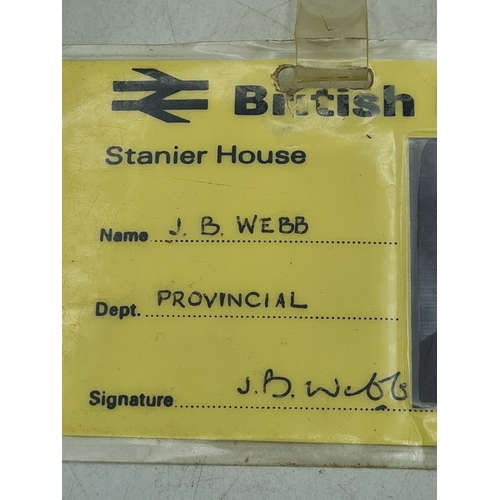 British
Stanier House
Name J. B. WEBB
Dept. PROVINCIAL
Signature J.B. Webb